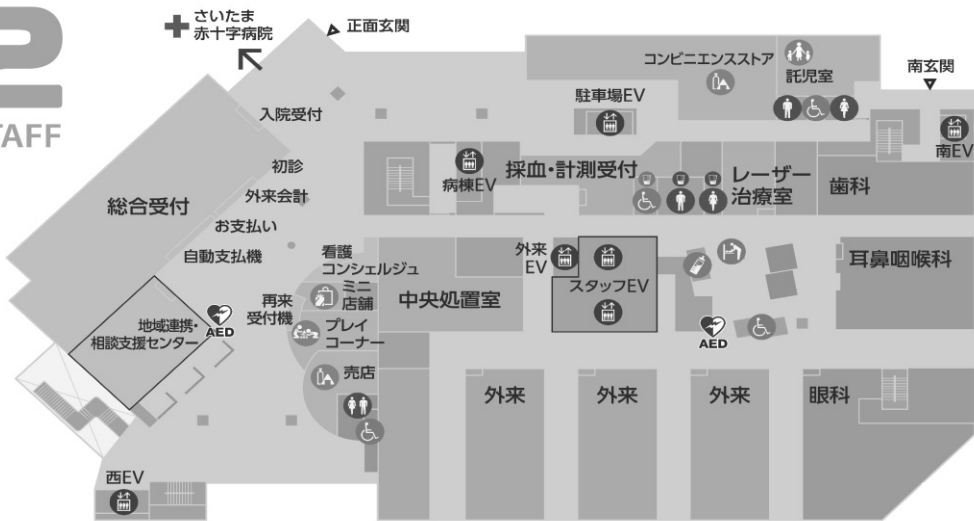 2
TAFF
さいたま
赤十字病院
正面玄関
コンビニエンスストア
託児室
南玄関
駐車場EV
入院受付
南EV
初診
病棟EV
採血・計測受付
レーザー
治療室
歯科
総合受付
外来会計
お支払い
自動支払機
看護
コンシェルジュ
ミニ
店舗
外来
EV
スタッフEV
中央処置室
耳鼻咽喉科
再来
受付機
プレイ
コーナー
地域連携・
相談支援センター
AED
AED
売店
外来
外来
外来
眼科
西EV